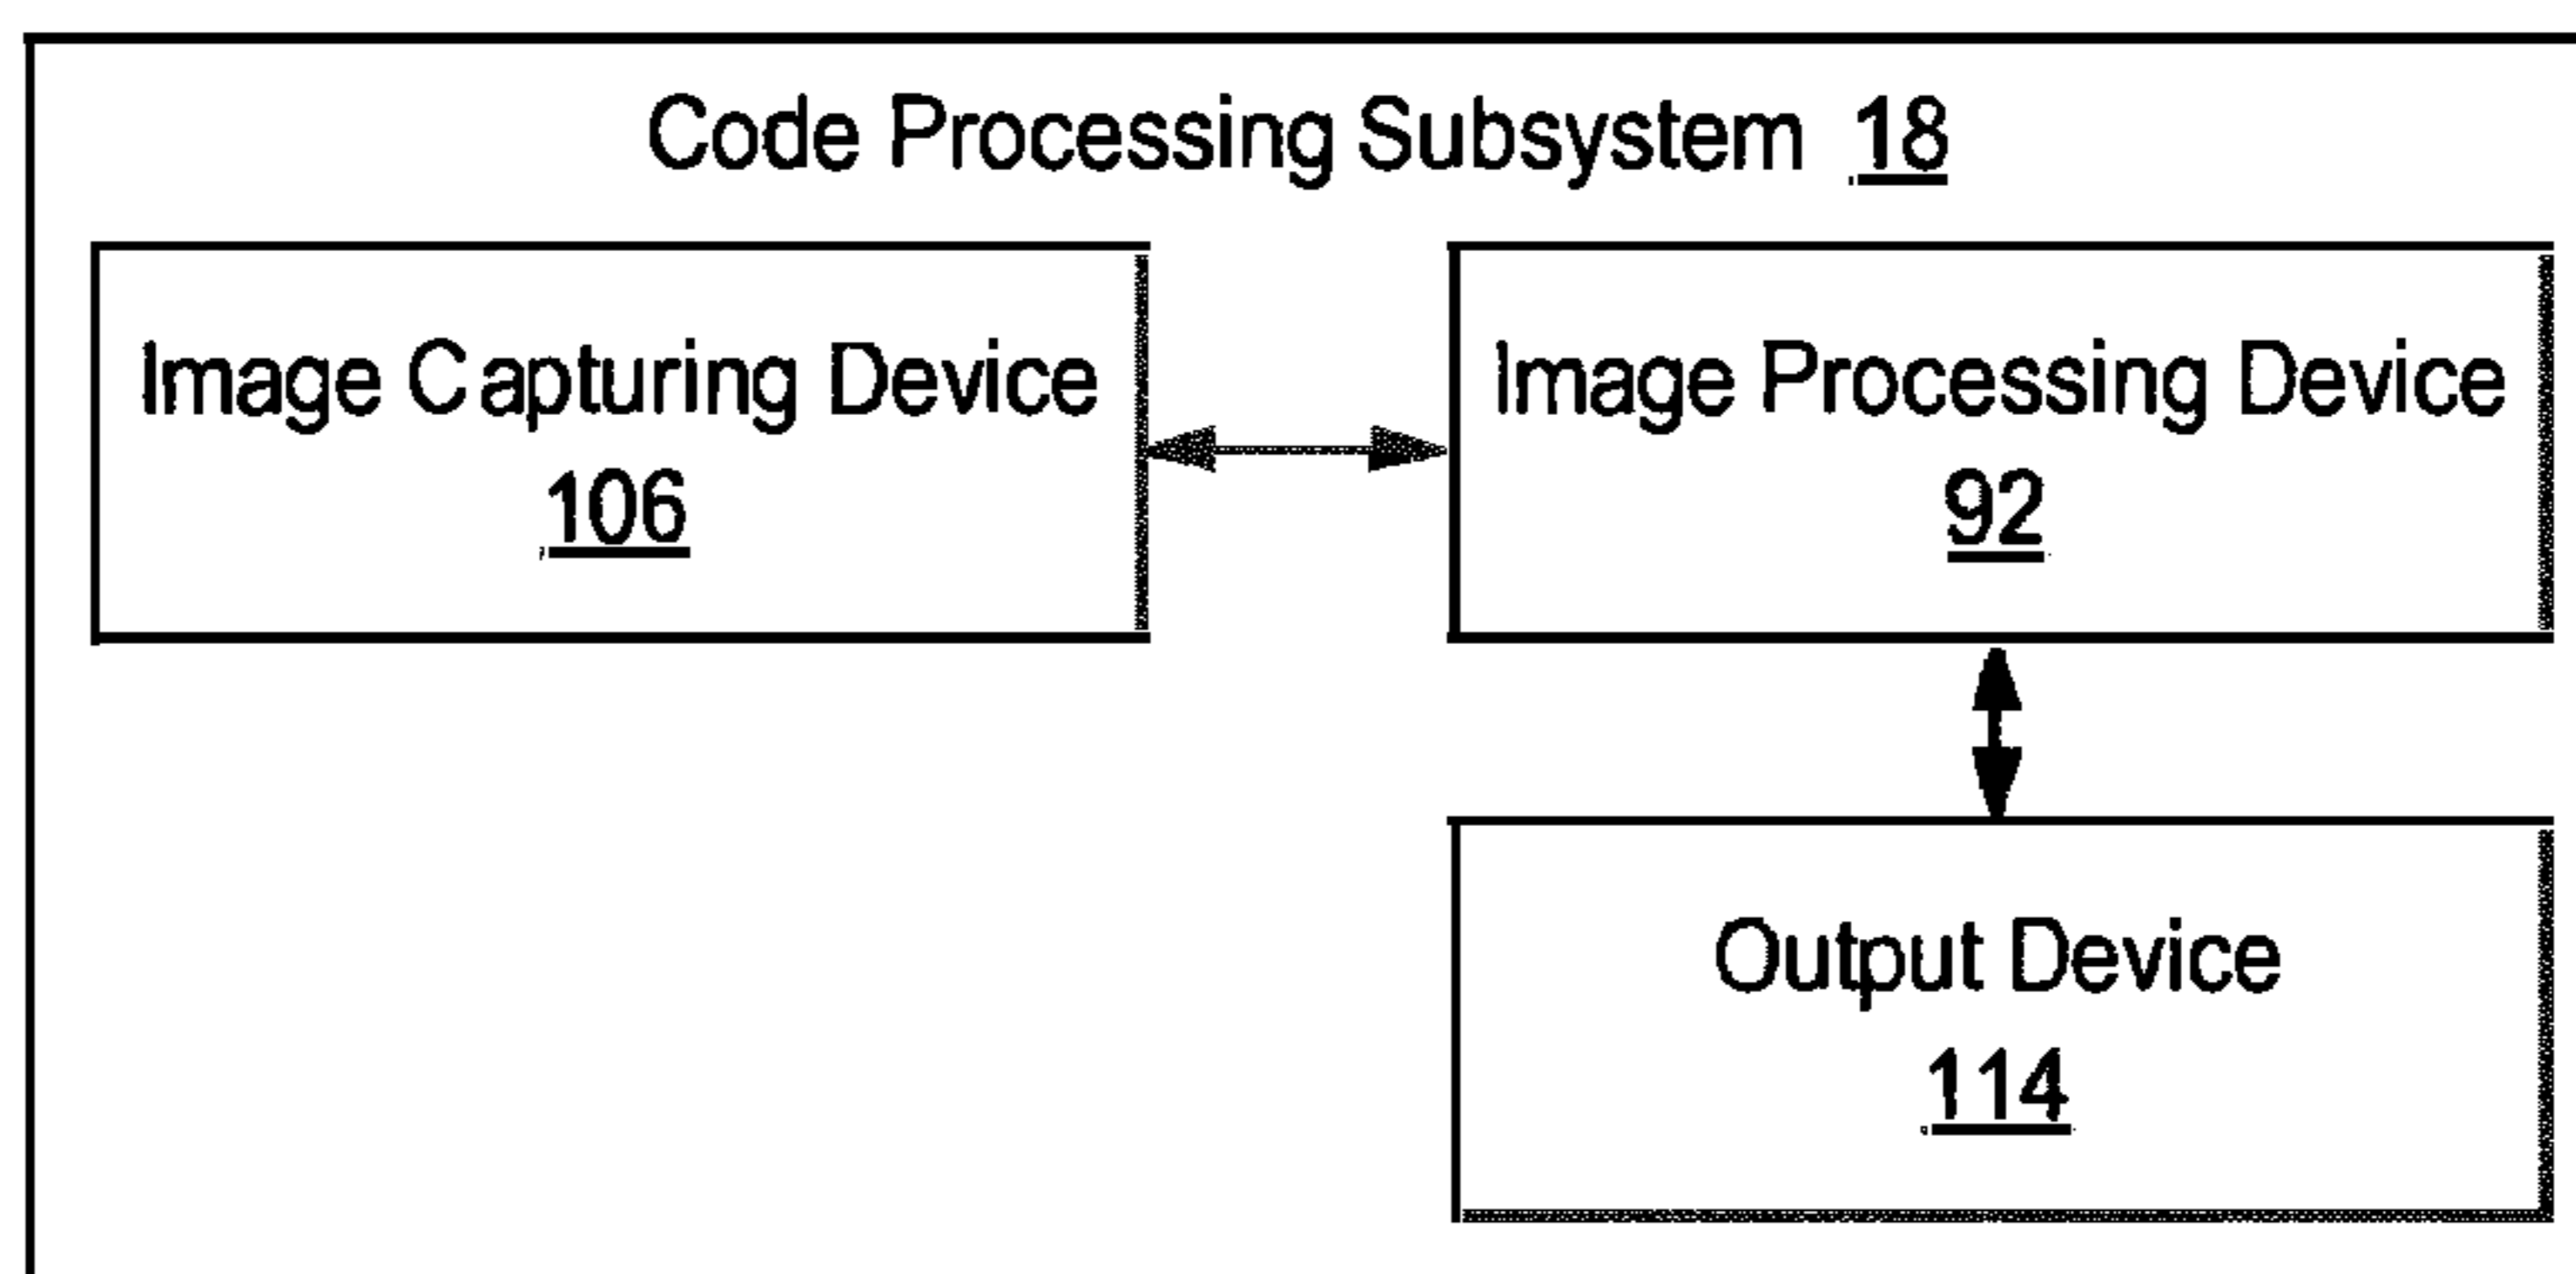 Code Processing Subsystem 18
Image Capturing Device
106
Image Processing Device
92
Output Device
114